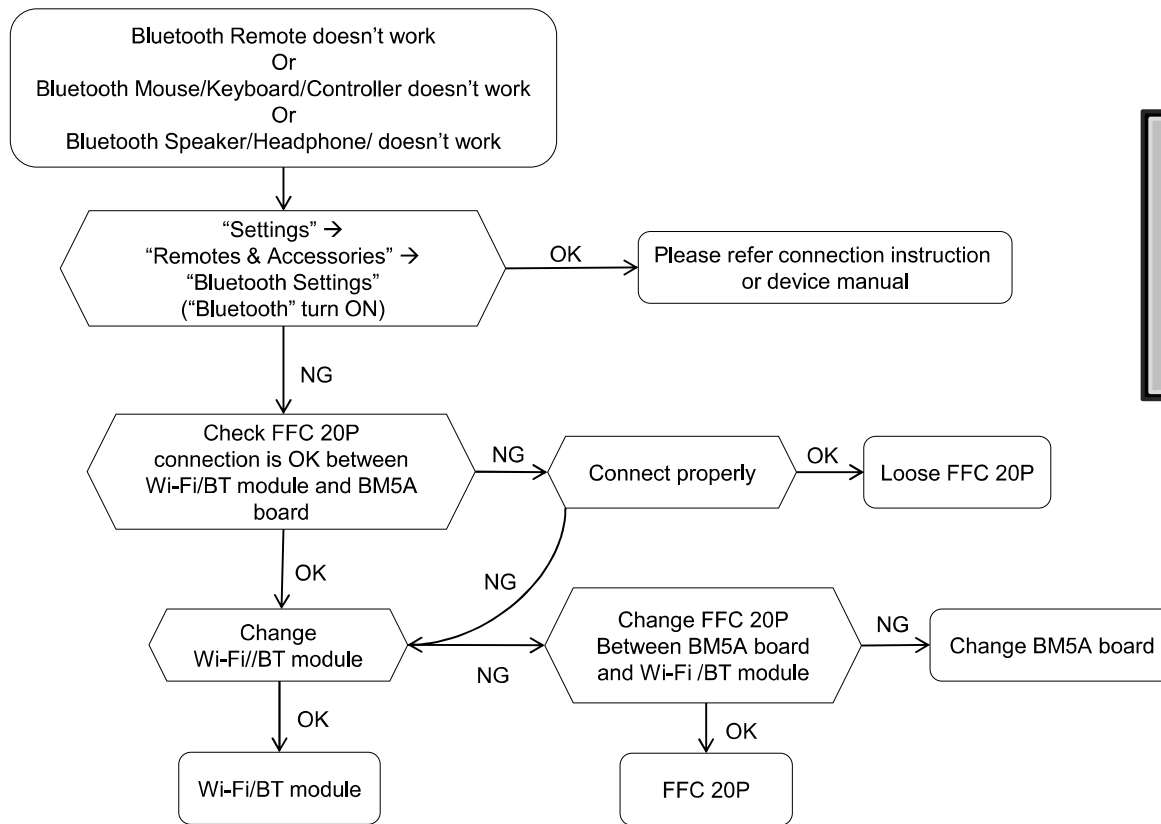 Bluetooth Remote doesn’t work
Or
Bluetooth Mouse/Keyboard/Controller doesn’t work
Or
Bluetooth Speaker/Headphone/ doesn’t work
“Settings” →
“Remotes & Accessories” →
“Bluetooth Settings”
(“Bluetooth” turn ON)
OK
Please refer connection instruction
or device manual
NG
Check FFC 20P
connection is OK between
Wi-Fi/BT module and BM5A
board
NG
Connect properly
OK
Loose FFC 20P
OK
NG
Change
Wi-Fi//BT module
NG
Change FFC 20P
Between BM5A board
and Wi-Fi /BT module
NG
Change BM5A board
OK
OK
Wi-Fi/BT module
FFC 20P